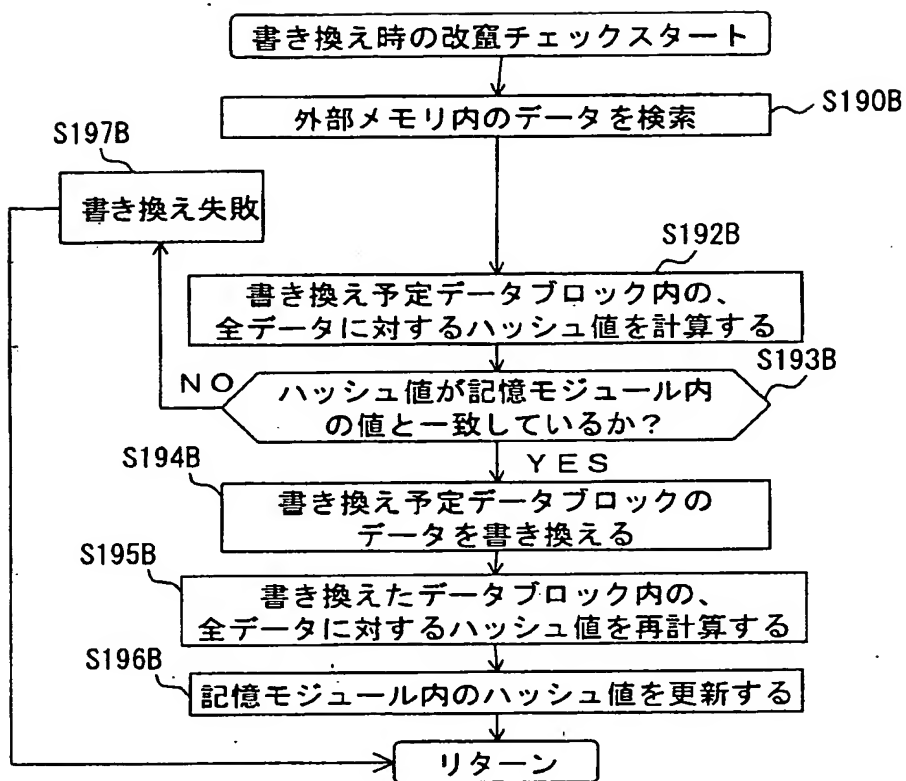 書き換え時の改竄チェックスタート
外部メモリ内のデータを検索
S190B
S197B
書き換え失敗
S192B
書き換え予定データブロック内の、
全データに対するハッシュ値を計算する
S193B
NO
ハッシュ値が記憶モジュール内
の値と一致しているか？
YES
S194B
書き換え予定データブロックの
データを書き換える
S195B
書き換えたデータブロック内の、
全データに対するハッシュ値を再計算する
S196B
記憶モジュール内のハッシュ値を更新する
リターン